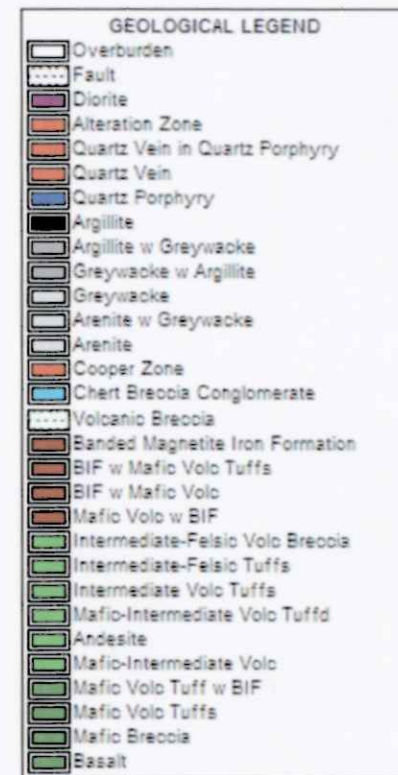 GEOLOGICAL LEGEND
Overburden
Fault
Diorite
Alteration Zone
Quartz Vein in Quartz Porphyry
Quartz Vein
Quartz Porphyry
Argillite
Argillite w Greywacke
Greywacke w Argillite
Greywacke
Arenite w Greywacke
Arenite
Cooper Zone
Chert Breccia Conglomerate
Volcanic Breccia
Banded Magnetite Iron Formation
BIF w Mafic Volc Tuffs
BIF w Mafic Volc
Mafic Volc w BIF
Intermediate-Felsic Volc Breccia
Intermediate-Felsic Tuffs
Intermediate Volc Tuffs
Mafic-Intermediate Volc Tuffd
Andesite
Mafic-Intermediate Volc
Mafic Volc Tuff w BIF
Mafic Volc Tuffs
Mafic Breccia
Basalt